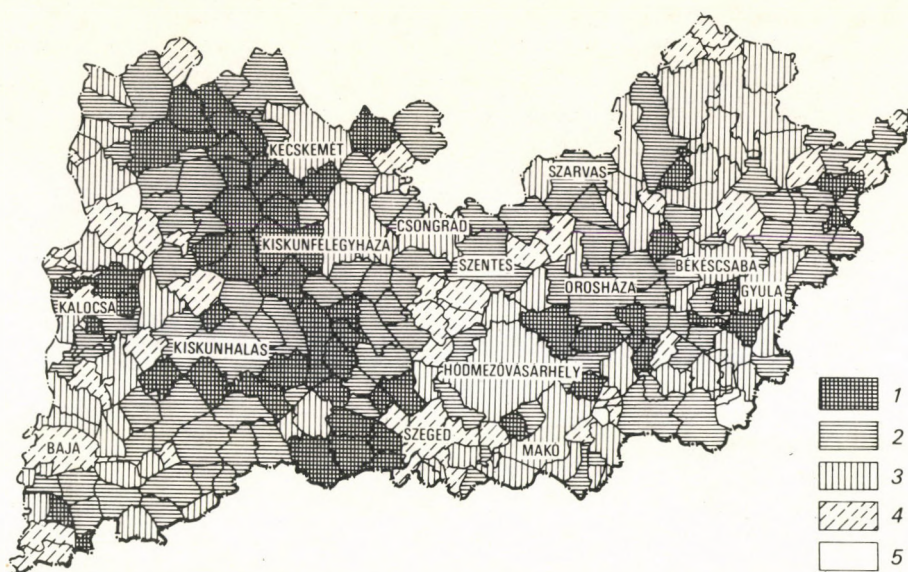 KECSKEMÉT
SZARVAS
CSONGRÁD
KISKUNFÉLEGYHÁZA
SZENTES
BÉKÉSCSABA
OROSHÁZA
GYULA
KALOCSA
KISKUNHALAS
HÓDMEZŐVÁSÁRHELY
SZEGED
BAJA
MAKÓ
1
2
3
4
5